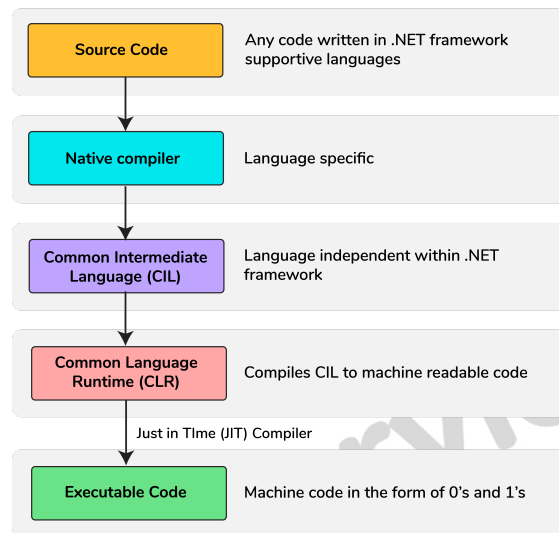 Source Code
Any code written in .NET framework
supportive languages
Native compiler
Language specific
Common Intermediate
Language (CIL)
Language independent within .NET
framework
Common Language
Runtime (CLR)
Compiles CIL to machine readable code
Just in TIme (JIT) Compiler
Executable Code
Machine code in the form of 0's and 1's